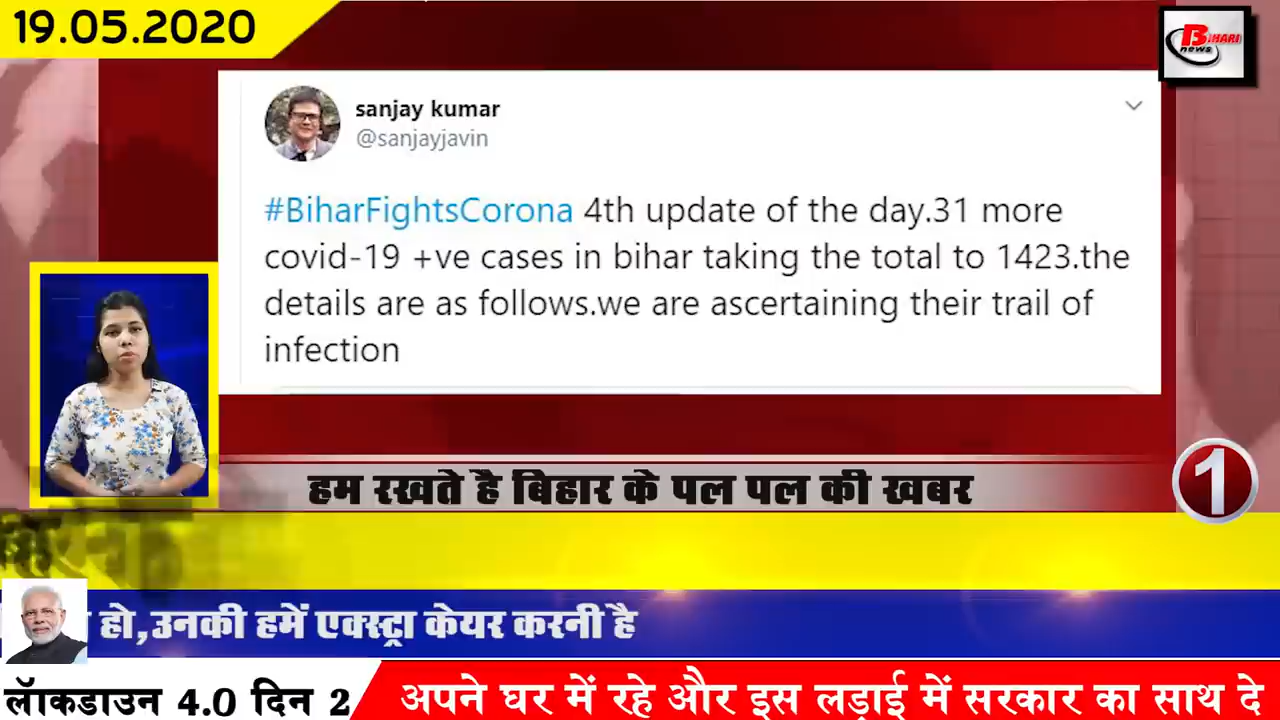 19.05.2020
BIHARI
news
sanjay kumar
@sanjayjavin
#BiharFightsCorona 4th update of the day.31 more
covid-19 +ve cases in bihar taking the total to 1423.the
details are as follows.we are ascertaining their trail of
infection
हम रखते है बिहार के पल पल की खबर
1
हो,उनकी हमें एक्स्ट्रा केयर करनी है
लॅाकडाउन 4.0 दिन 2
अपने घर में रहे और इस लड़ाई में सरकार का साथ दे